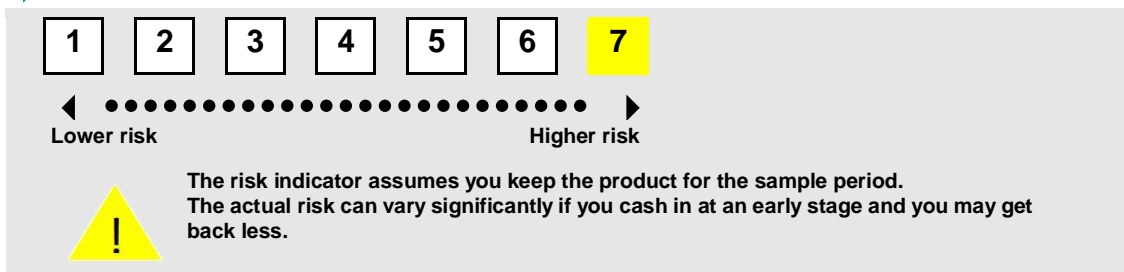 1 2 3 4 5 6 7
Lower risk Higher risk
The risk indicator assumes you keep the product for the sample period.
The actual risk can vary significantly if you cash in at an early stage and you may get
back less.
!